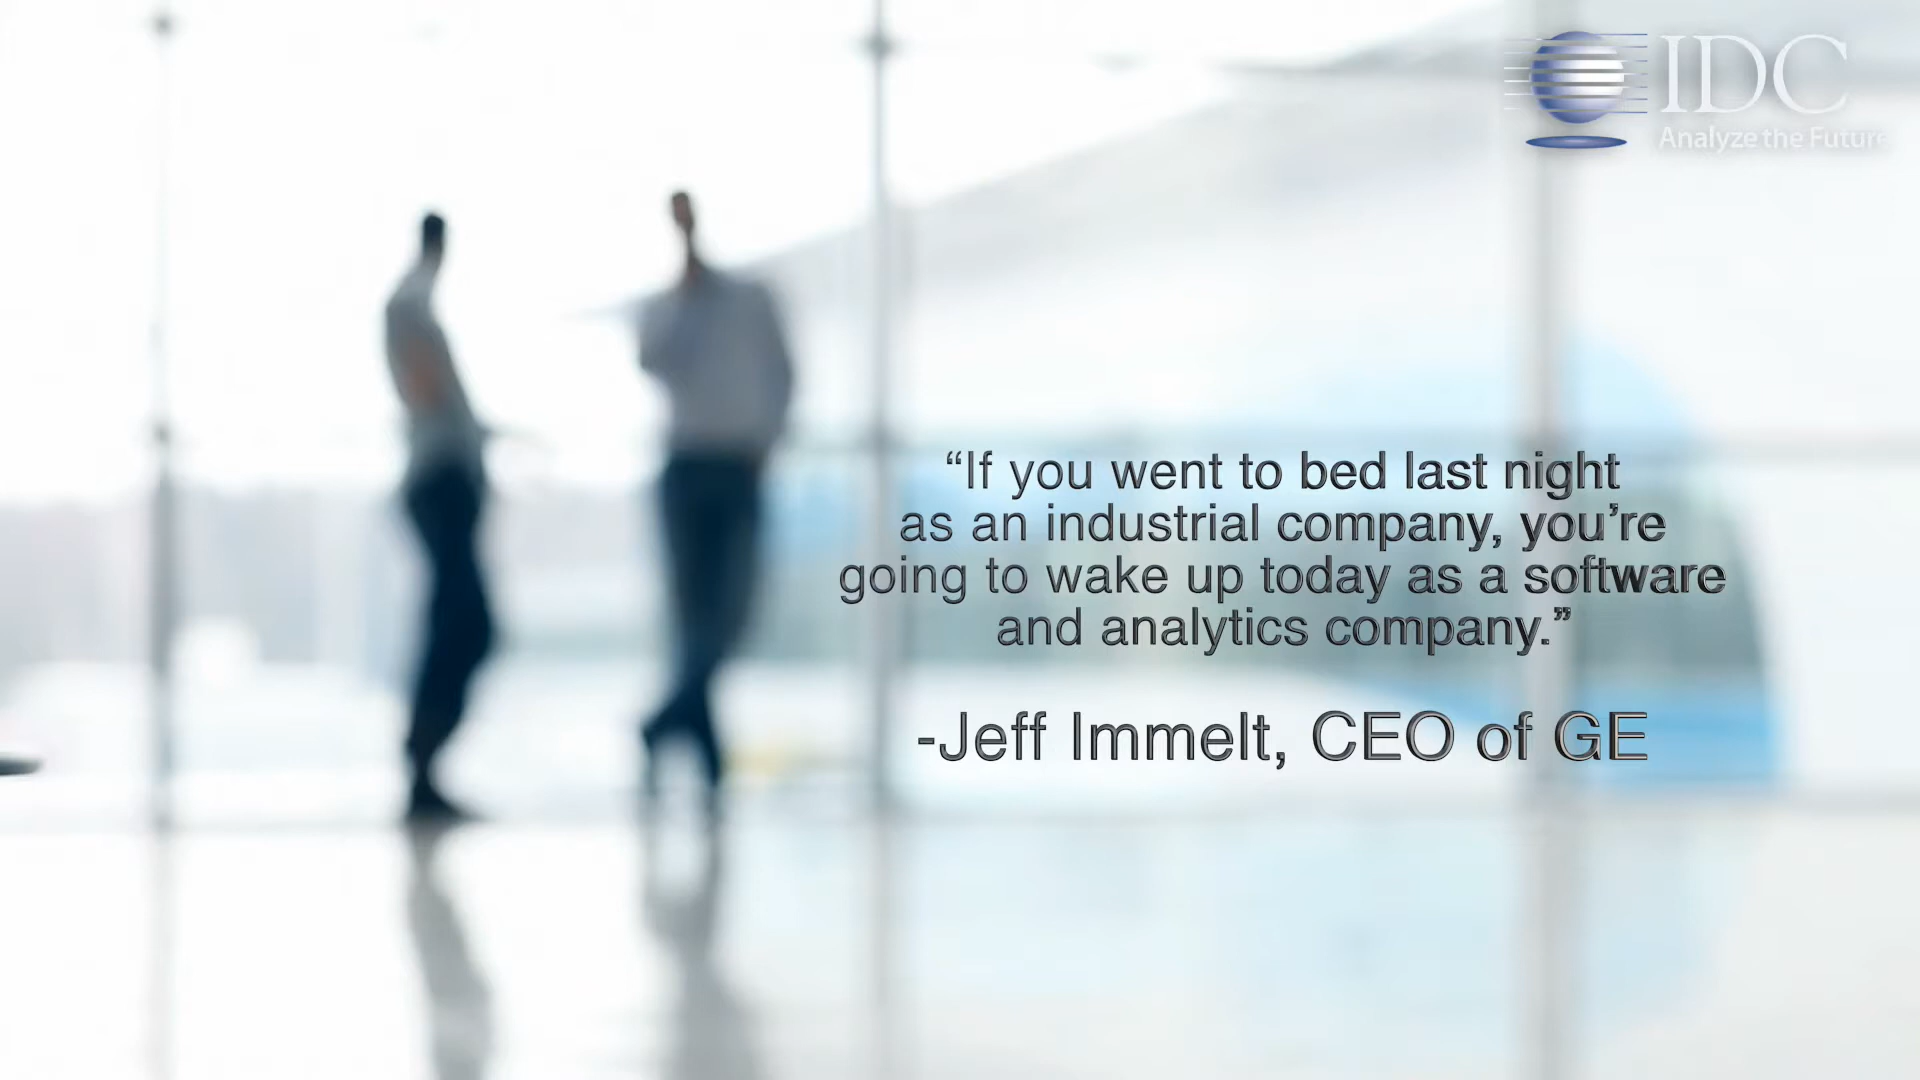 IDC
Analyze the Future
“If you went to bed last night
as an industrial company, you’re
going to wake up today as a software
and analytics company.”
-Jeff Immelt, CEO of GE